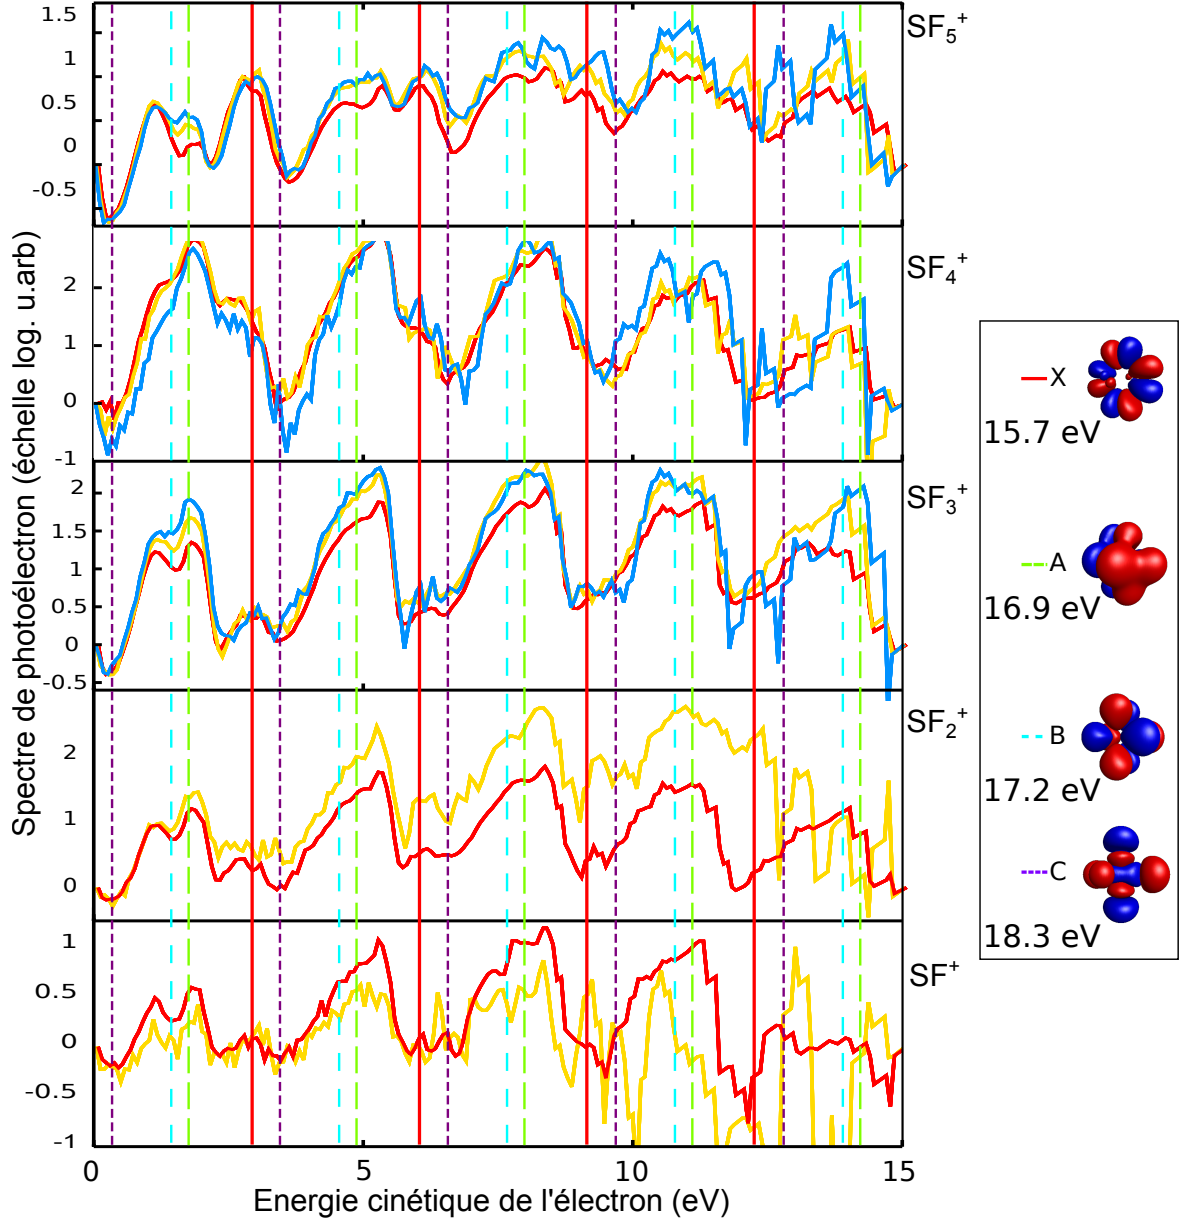 Spectre de photoélectron (échelle log. u.arb)
1.5
1
0.5
0
-0.5
SF5+
2
1
0
-1
SF4+
2
1.5
1
0.5
0
-0.5
SF3+
2
1
0
SF2+
1
0.5
0
-0.5
-1
SF+
0 5 10 15
Energie cinétique de l'électron (eV)
X
15.7 eV
A
16.9 eV
B
17.2 eV
C
18.3 eV